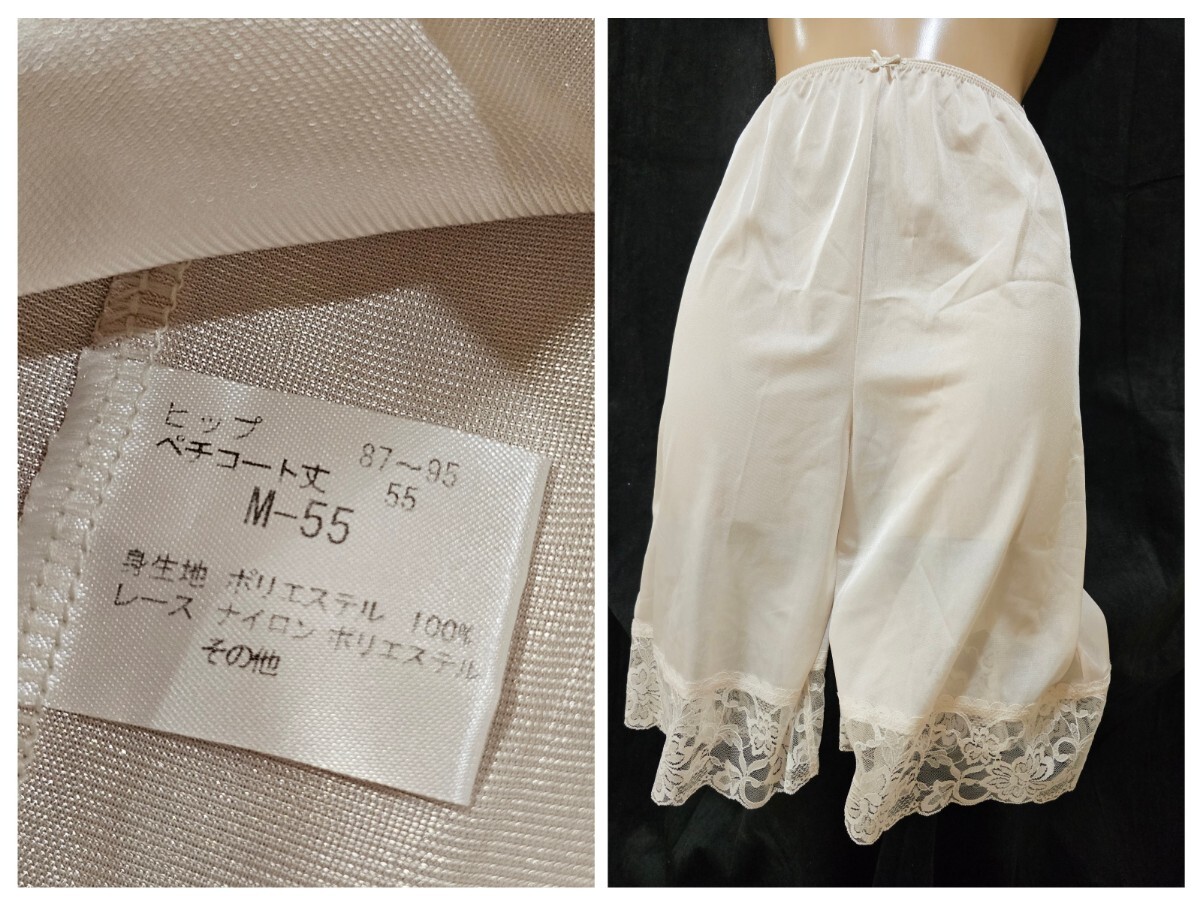 ヒップ 87～95
ペチコート丈 55
M-55
身生地 ポリエステル 100%
レース ナイロン ポリエステル
その他